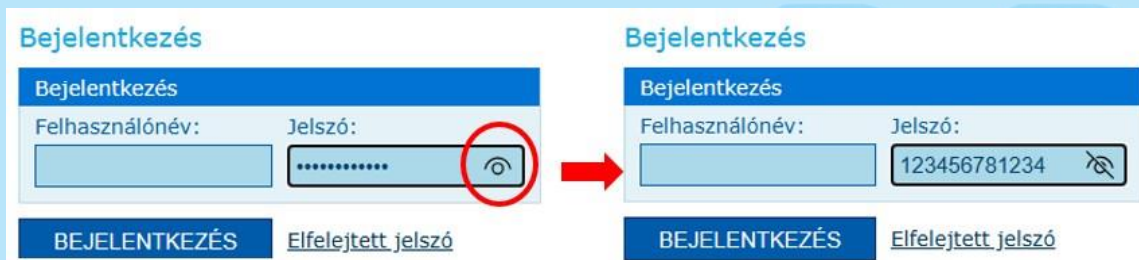 Bejelentkezés
Bejelentkezés
Felhasználónév: Jelszó:
••••••••••••
BEJELENTKEZÉS Elfelejtett jelszó
Bejelentkezés
Bejelentkezés
Felhasználónév: Jelszó:
123456781234
BEJELENTKEZÉS Elfelejtett jelszó